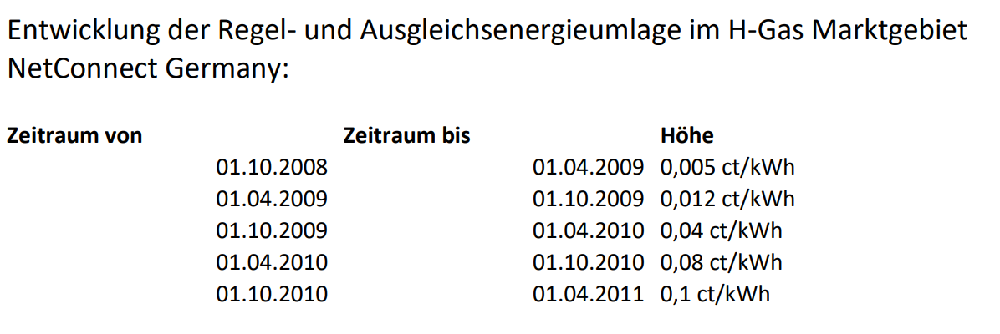 Entwicklung der Regel- und Ausgleichsenergieumlage im H-Gas Marktgebiet
NetConnect Germany:
Zeitraum von Zeitraum bis Höhe
01.10.2008 01.04.2009 0,005 ct/kWh
01.04.2009 01.10.2009 0,012 ct/kWh
01.10.2009 01.04.2010 0,04 ct/kWh
01.04.2010 01.10.2010 0,08 ct/kWh
01.10.2010 01.04.2011 0,1 ct/kWh